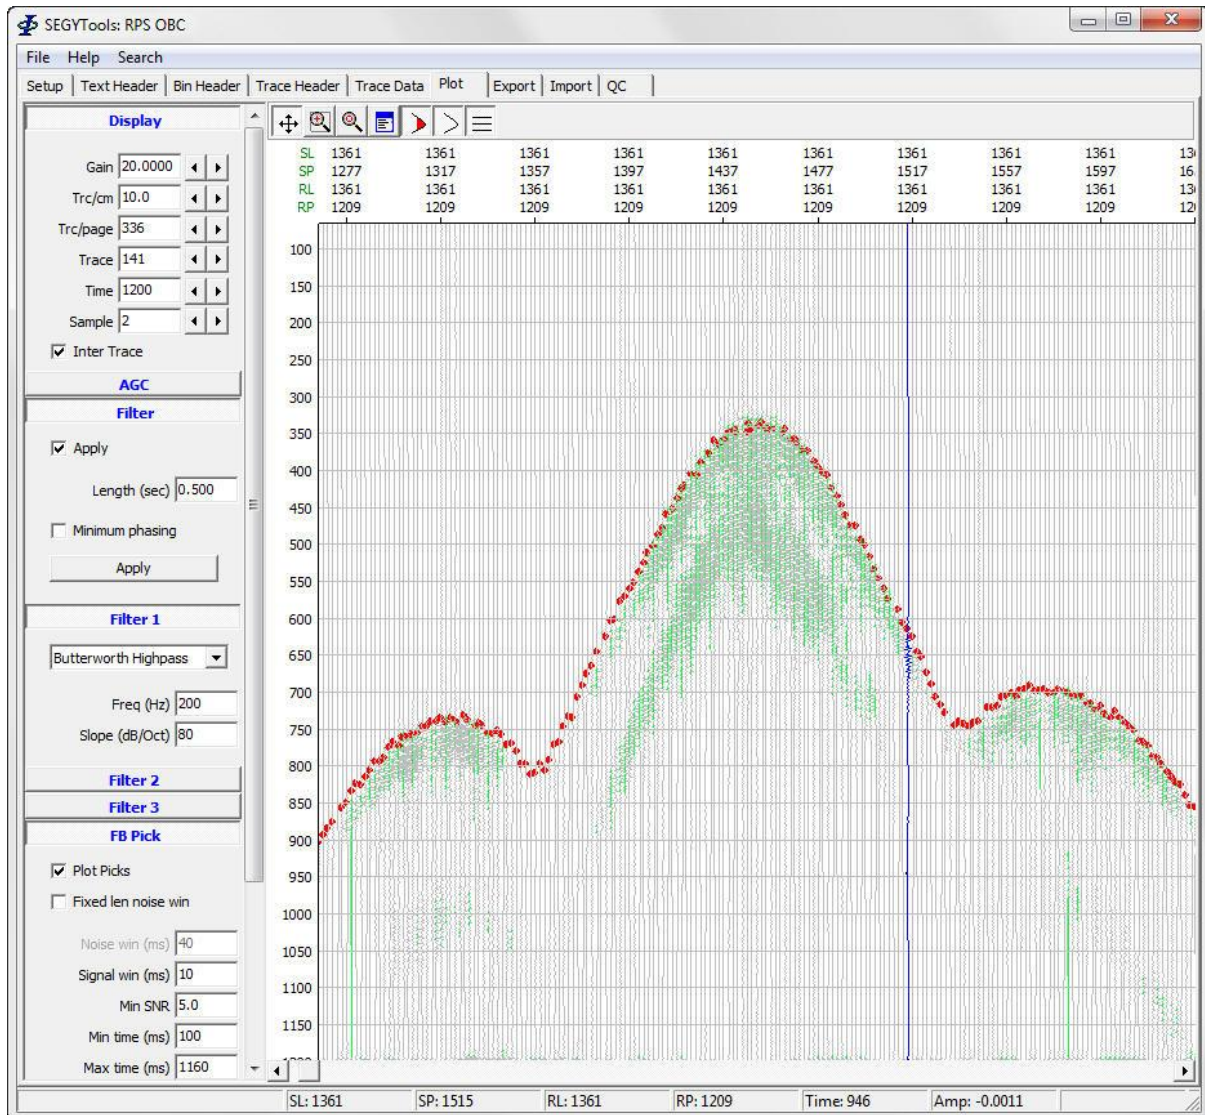 SEGYTools: RPS OBC
File Help Search
Setup Text Header Bin Header Trace Header Trace Data Plot Export Import QC
Display
Gain 20.0000
Trc/cm 10.0
Trc/page 336
Trace 141
Time 1200
Sample 2
Inter Trace
AGC
Filter
Apply
Length (sec) 0.500
Minimum phasing
Apply
Filter 1
Butterworth Highpass
Freq (Hz) 200
Slope (dB/Oct) 80
Filter 2
Filter 3
FB Pick
Plot Picks
Fixed len noise win
Noise win (ms) 40
Signal win (ms) 10
Min SNR 5.0
Min time (ms) 100
Max time (ms) 1160
SL 1361 1361 1361 1361 1361 1361 1361 1361 1361
SP 1277 1317 1357 1397 1437 1477 1517 1557 1597
RL 1361 1361 1361 1361 1361 1361 1361 1361 1361
RP 1209 1209 1209 1209 1209 1209 1209 1209 1209
100
150
200
250
300
350
400
450
500
550
600
650
700
750
800
850
900
950
1000
1050
1100
1150
SL: 1361 SP: 1515 RL: 1361 RP: 1209 Time: 946 Amp: -0.0011